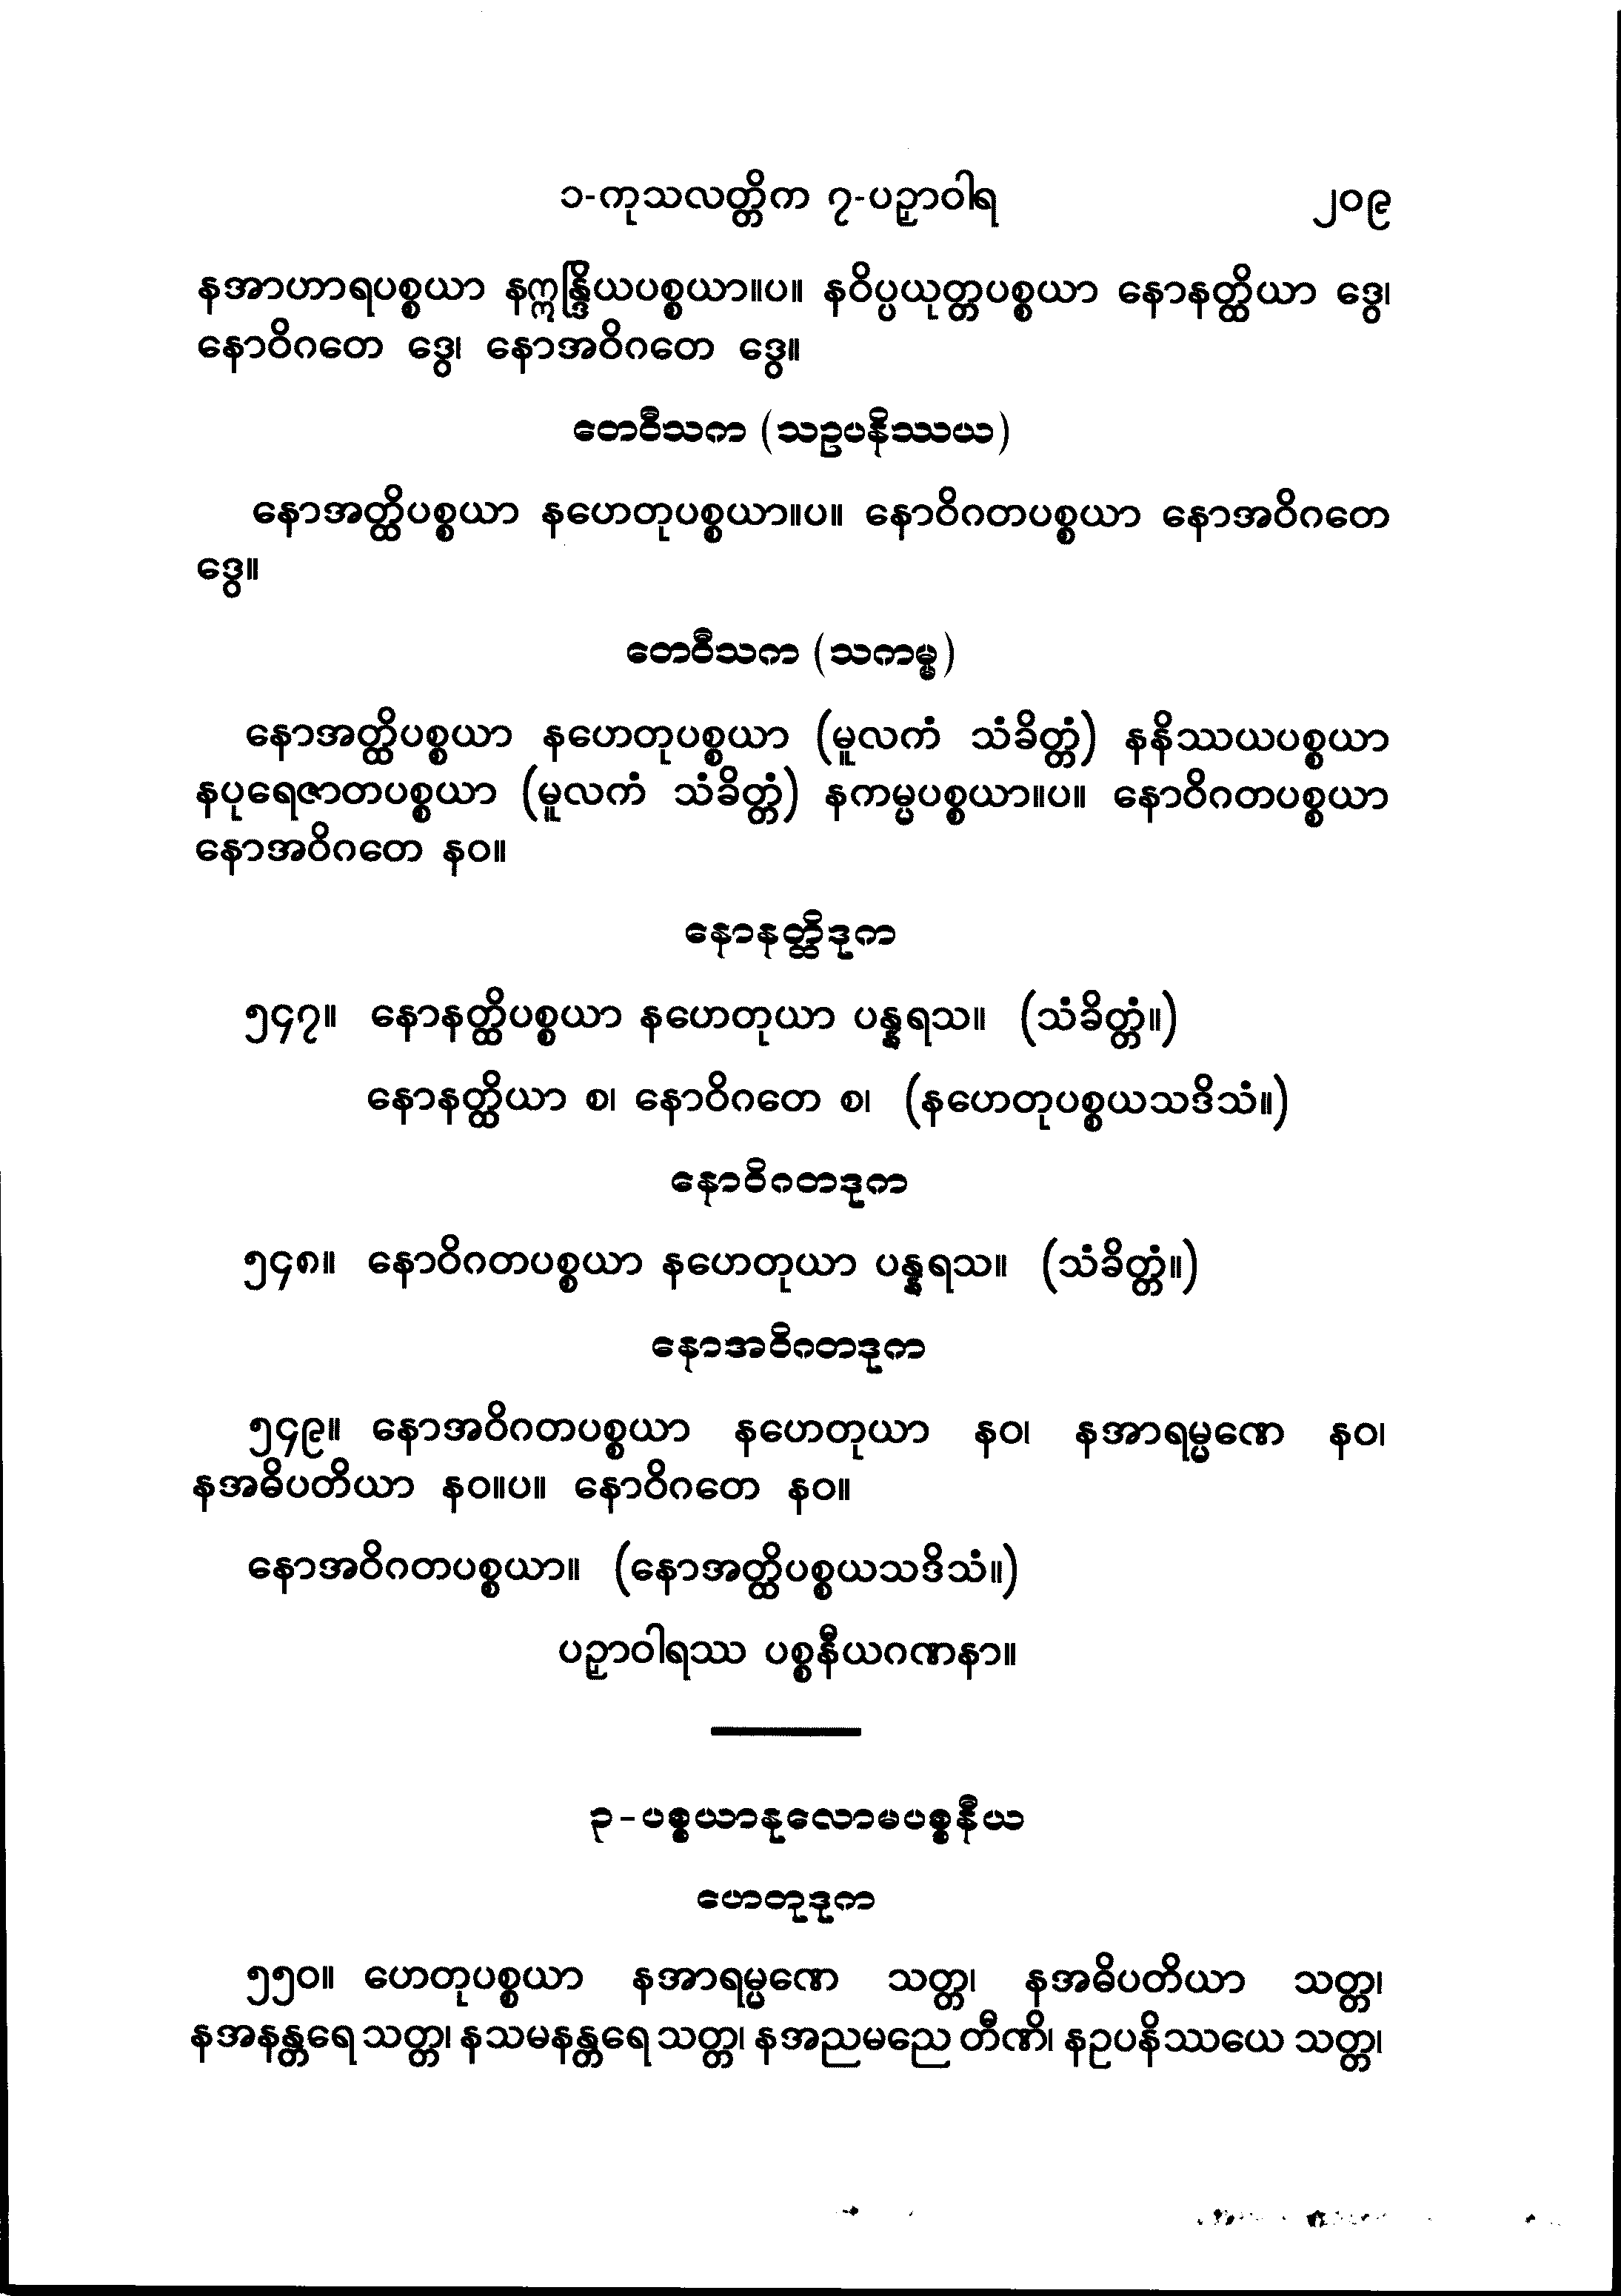 ၁-ကုသလတ္တိက ၇-ပဉှာဝါရ ၂၀၉
နအာဟာရပစ္စယာ နဣန္ဒြိယပစ္စယာ။ပ။ နဝိပ္ပယုတ္တပစ္စယာ နောနတ္ထိယာ ဒွေ၊
နောဝိဂတေ ဒွေ၊ နောအဝိဂတေ ဒွေ။
တေဝီသက (သဥပနိဿယ)
နောအတ္ထိပစ္စယာ နဟေတုပစ္စယာ။ပ။ နောဝိဂတပစ္စယာ နောအဝိဂတေ
ဒွေ။
တေဝီသက (သကမ္မ)
နောအတ္ထိပစ္စယာ နဟေတုပစ္စယာ (မူလကံ သံခိတ္တံ) နနိဿယပစ္စယာ
နပုရေဇာတပစ္စယာ (မူလကံ သံခိတ္တံ) နကမ္မပစ္စယာ။ပ။ နောဝိဂတပစ္စယာ
နောအဝိဂတေ နဝ။
နောနတ္ထိဒုက
၅၄၇။ နောနတ္ထိပစ္စယာ နဟေတုယာ ပန္နရသ။ (သံခိတ္တံ။)
နောနတ္ထိယာ စ၊ နောဝိဂတေ စ၊ (နဟေတုပစ္စယသဒိသံ။)
နောဝိဂတဒုက
၅၄၈။ နောဝိဂတပစ္စယာ နဟေတုယာ ပန္နရသ။ (သံခိတ္တံ။)
နောအဝိဂတဒုက
၅၄၉။ နောအဝိဂတပစ္စယာ နဟေတုယာ နဝ၊ နအာရမ္မဏေ နဝ၊
နအဓိပတိယာ နဝ။ပ။ နောဝိဂတေ နဝ။
နောအဝိဂတပစ္စယာ။ (နောအတ္ထိပစ္စယသဒိသံ။)
ပဉှာဝါရဿ ပစ္စနီယဂဏနာ။
၃-ပစ္စယာနုလောမပစ္စနီယ
ဟေတုဒုက
၅၅၀။ ဟေတုပစ္စယာ နအာရမ္မဏေ သတ္တ၊ နအဓိပတိယာ သတ္တ၊
နအနန္တရေ သတ္တ၊ နသမနန္တရေ သတ္တ၊ နအညမညေ တီဏိ၊ နဥပနိဿယေ သတ္တ၊